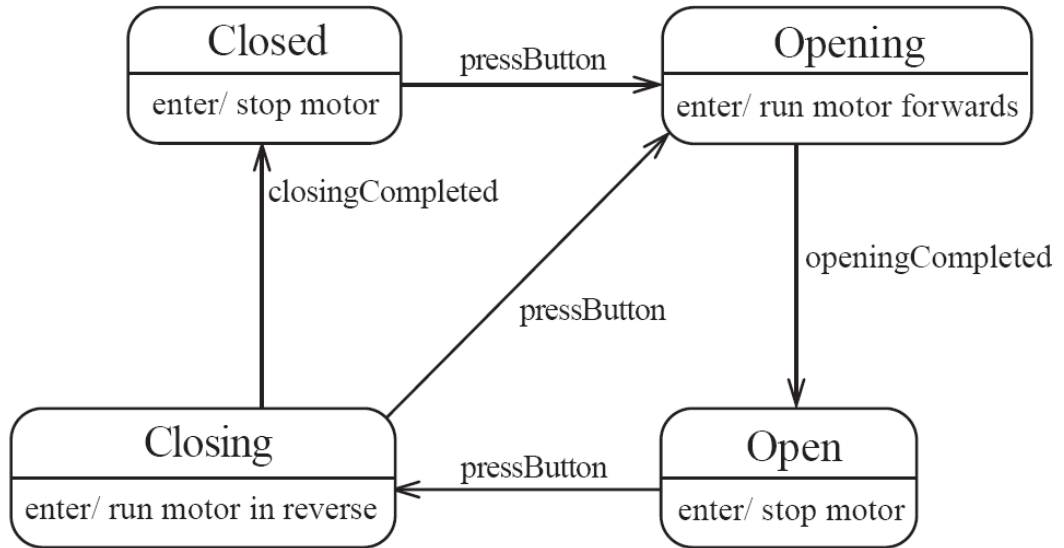 Closed
enter/ stop motor
pressButton
Opening
enter/ run motor forwards
closingCompleted
openingCompleted
pressButton
Closing
enter/ run motor in reverse
pressButton
Open
enter/ stop motor